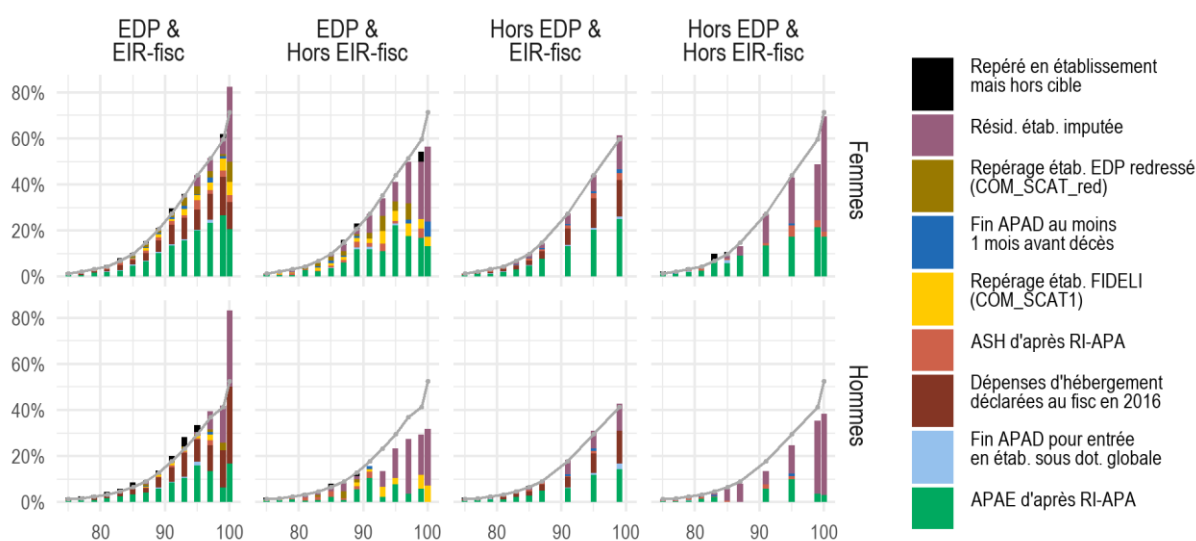 EDP &
EIR-fisc
EDP &
Hors EIR-fisc
Hors EDP &
EIR-fisc
Hors EDP &
Hors EIR-fisc
80%
60%
40%
20%
0%
Femmes
80%
60%
40%
20%
0%
Hommes
80
90
100
80
90
100
80
90
100
80
90
100
Repéré en établissement
mais hors cible
Résid. étab. imputée
Repérage étab. EDP redressé
(COM_SCAT_red)
Fin APAD au moins
1 mois avant décès
Repérage étab. FIDELI
(COM_SCAT1)
ASH d'après RI-APA
Dépenses d'hébergement
déclarées au fisc en 2016
Fin APAD pour entrée
en étab. sous dot. globale
APAE d'après RI-APA